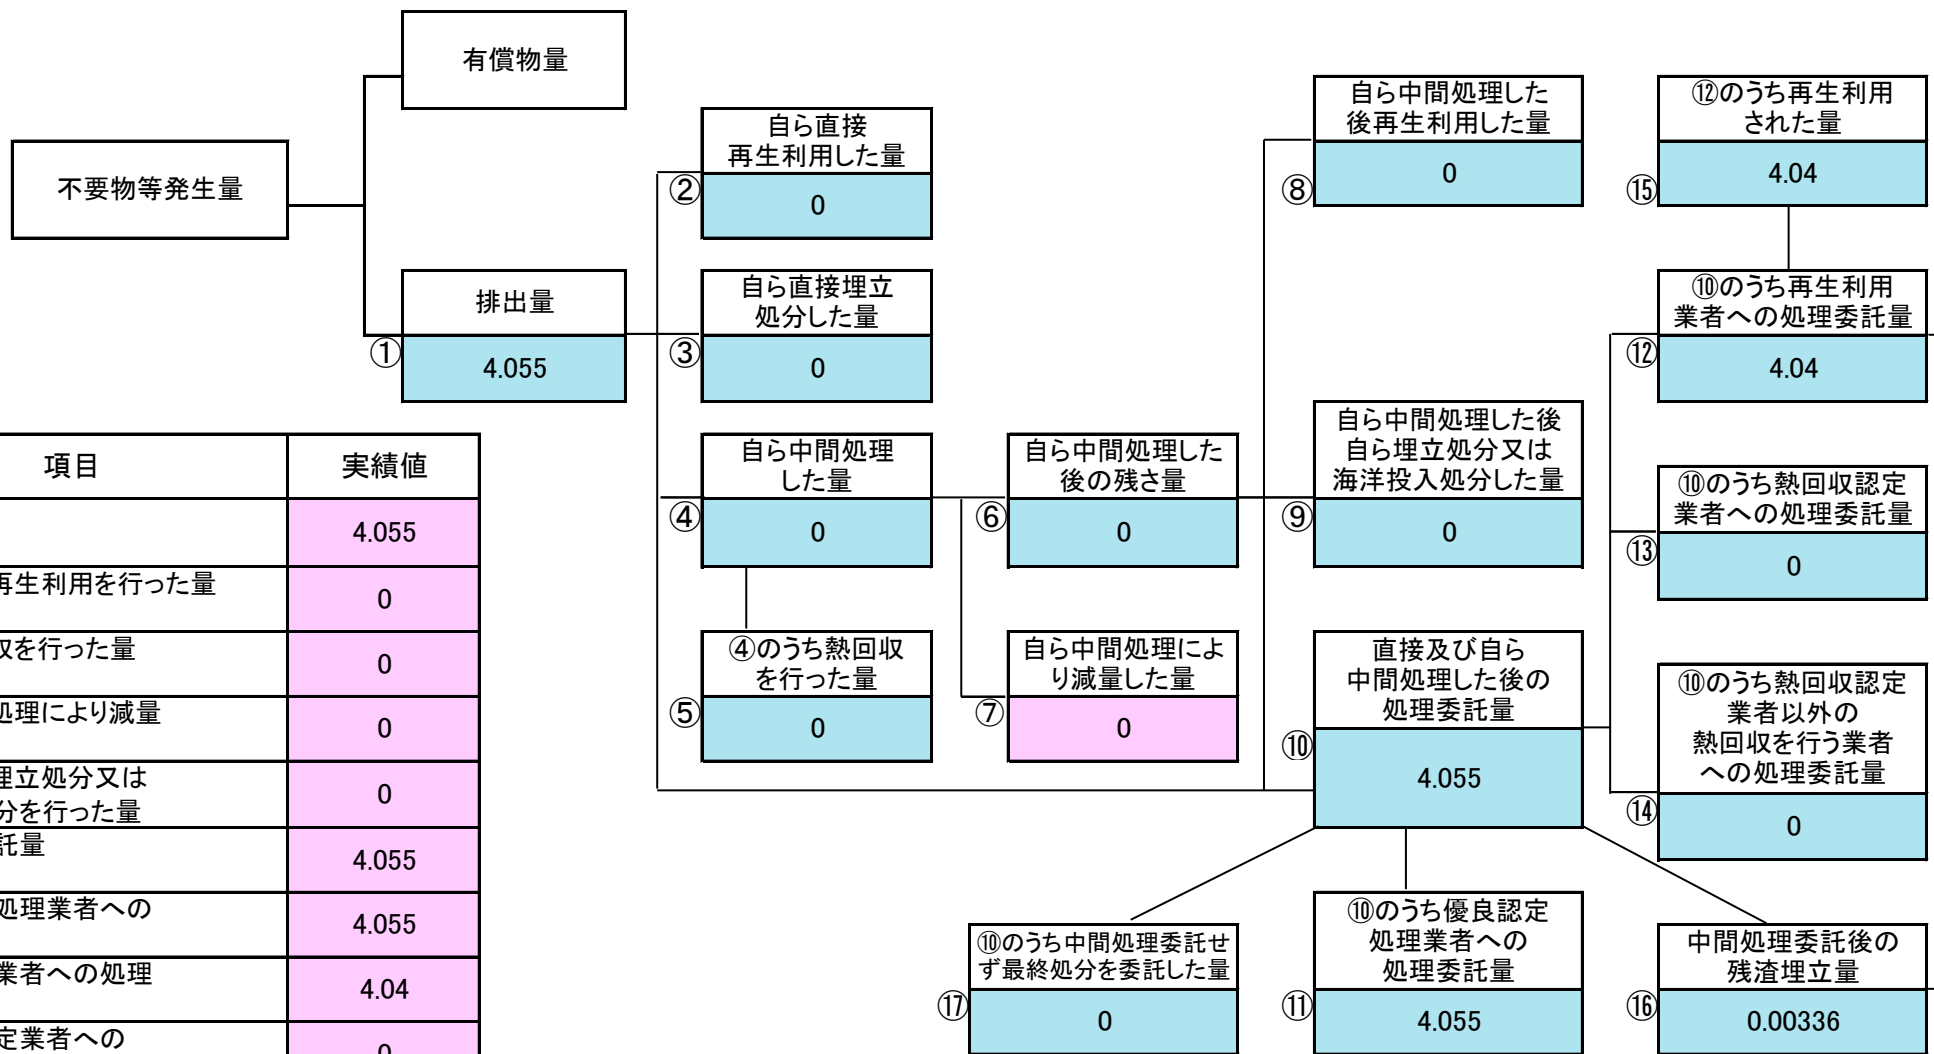 有償物量
不要物等発生量
排出量
①
4.055
自ら直接
再生利用した量
②
0
自ら直接埋立
処分した量
③
0
自ら中間処理
した量
④
0
④のうち熱回収
を行った量
⑤
0
自ら中間処理した
後の残さ量
⑥
0
自ら中間処理によ
り減量した量
⑦
0
自ら中間処理した
後再生利用した量
⑧
0
自ら中間処理した後
自ら埋立処分又は
海洋投入処分した量
⑨
0
直接及び自ら
中間処理した後の
処理委託量
⑩
4.055
⑫のうち再生利用
された量
⑮
4.04
⑩のうち再生利用
業者への処理委託量
⑫
4.04
⑩のうち熱回収認定
業者への処理委託量
⑬
0
⑩のうち熱回収認定
業者以外の
熱回収を行う業者
への処理委託量
⑭
0
⑩のうち中間処理委託せ
ず最終処分を委託した量
⑰
0
⑩のうち優良認定
処理業者への
処理委託量
⑪
4.055
中間処理委託後の
残渣埋立量
⑯
0.00336
項目 実績値
4.055
再生利用を行った量
0
収を行った量
0
処理により減量
0
埋立処分又は
分を行った量
0
託量
4.055
処理業者への
4.055
業者への処理
4.04
定業者への
0